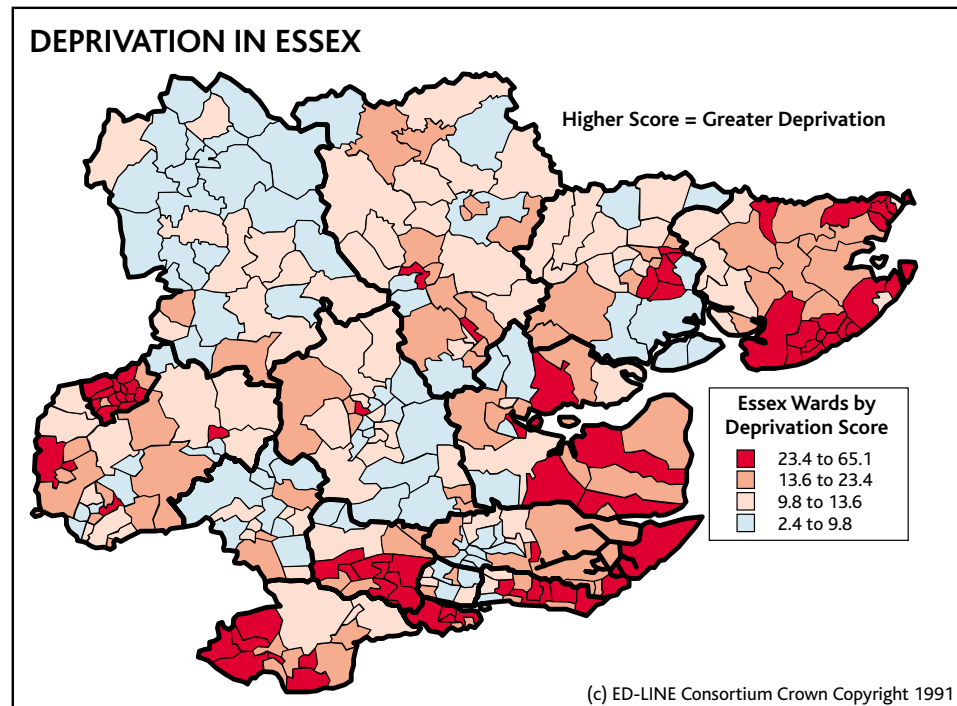 DEPRIVATION IN ESSEX
Higher Score = Greater Deprivation
Essex Wards by
Deprivation Score
23.4 to 65.1
13.6 to 23.4
9.8 to 13.6
2.4 to 9.8
(c) ED-LINE Consortium Crown Copyright 1991